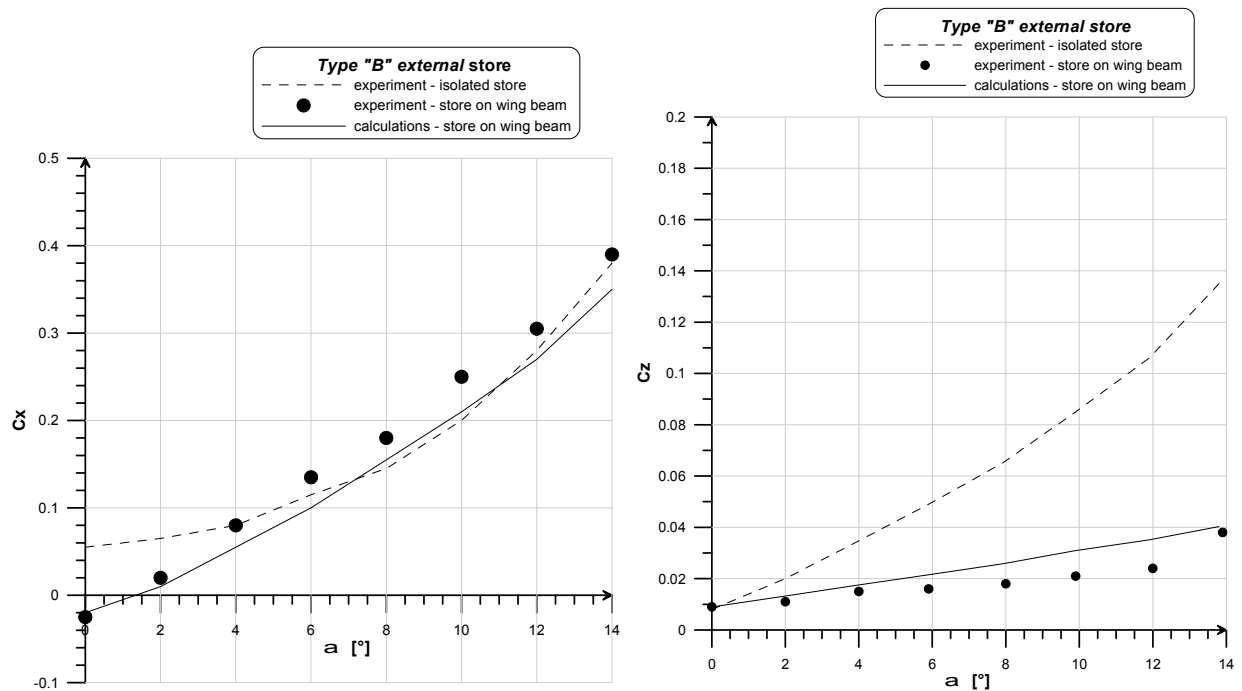 Type "B" external store
experiment - isolated store
experiment - store on wing beam
calculations - store on wing beam
0.5
0.4
0.3
0.2
0.1
0
-0.1
Cx
0 2 4 6 8 10 12 14
a [°]
Type "B" external store
experiment - isolated store
experiment - store on wing beam
calculations - store on wing beam
0.2
0.18
0.16
0.14
0.12
0.1
0.08
0.06
0.04
0.02
0
Cz
0 2 4 6 8 10 12 14
a [°]